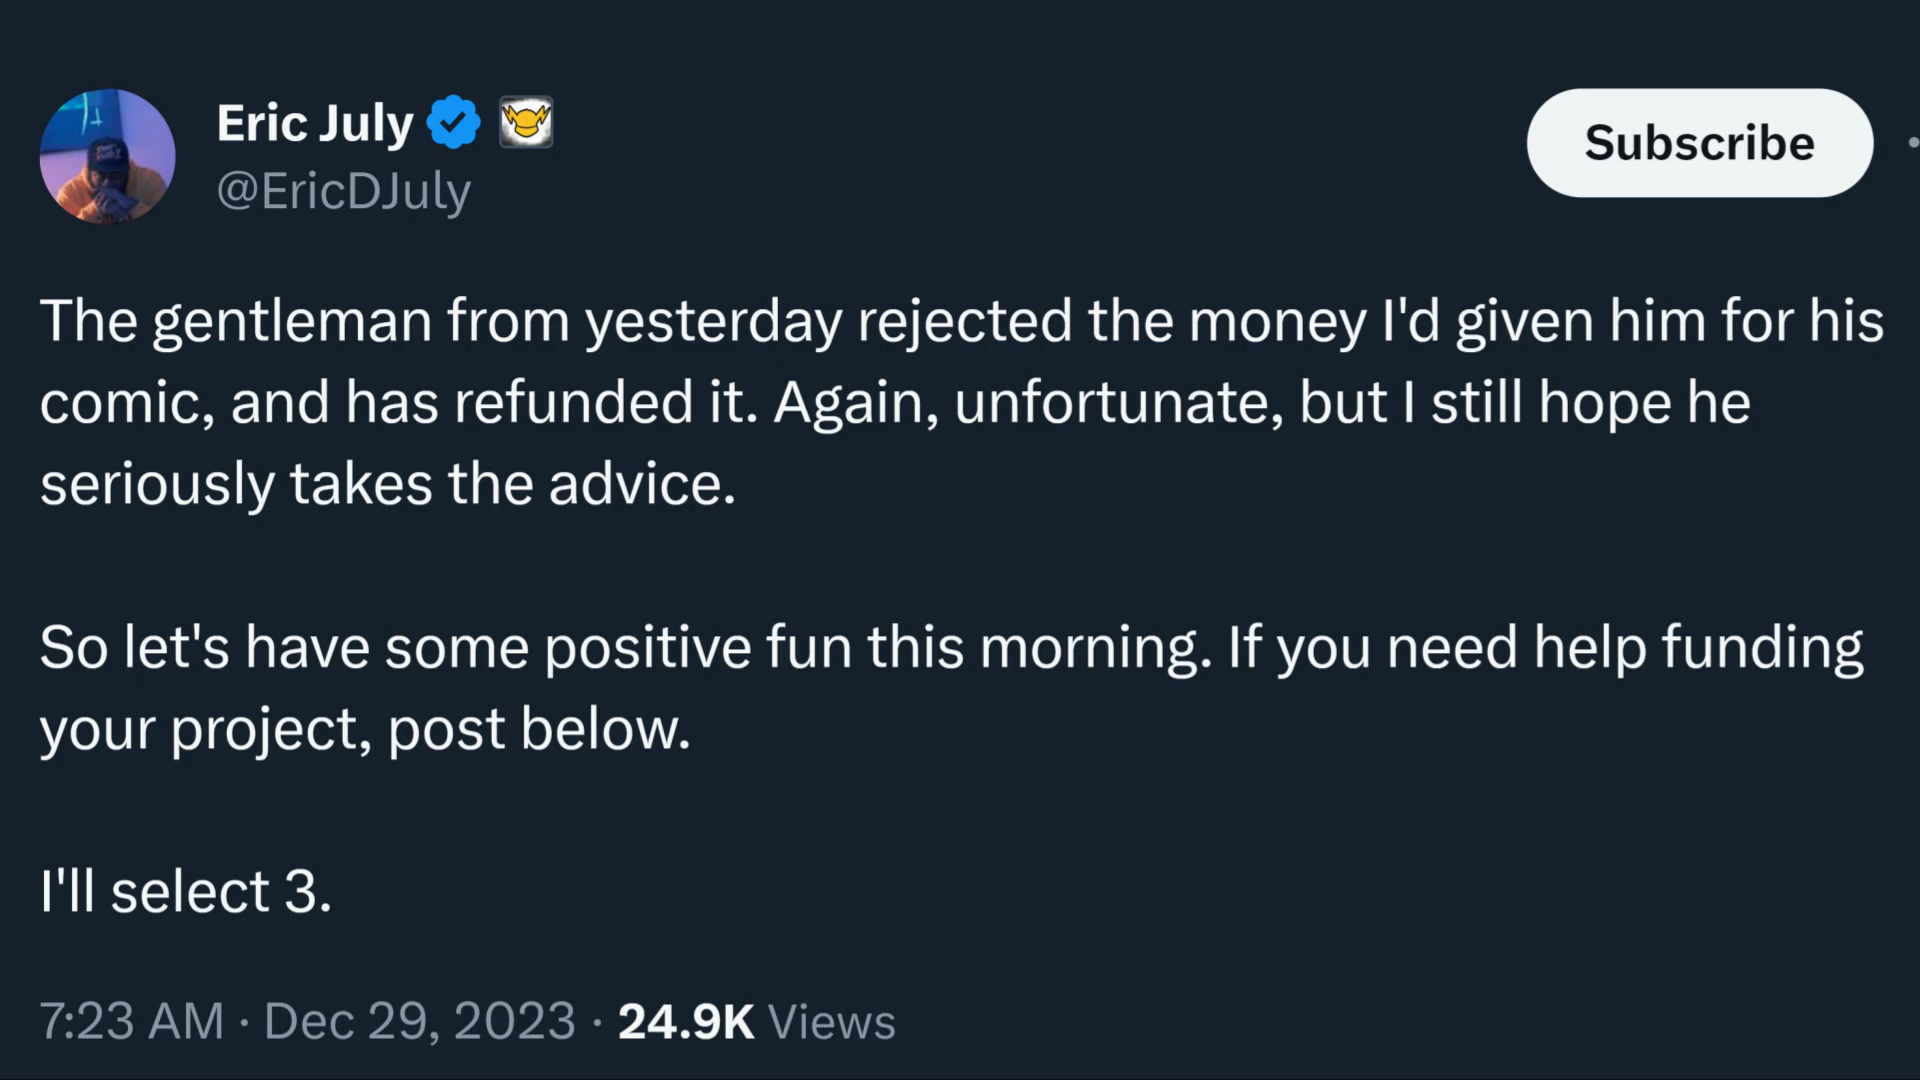 Eric July
@EricDJuly
Subscribe
The gentleman from yesterday rejected the money I'd given him for his
comic, and has refunded it. Again, unfortunate, but I still hope he
seriously takes the advice.
So let's have some positive fun this morning. If you need help funding
your project, post below.
I'll select 3.
7:23 AM · Dec 29, 2023 · 24.9K Views